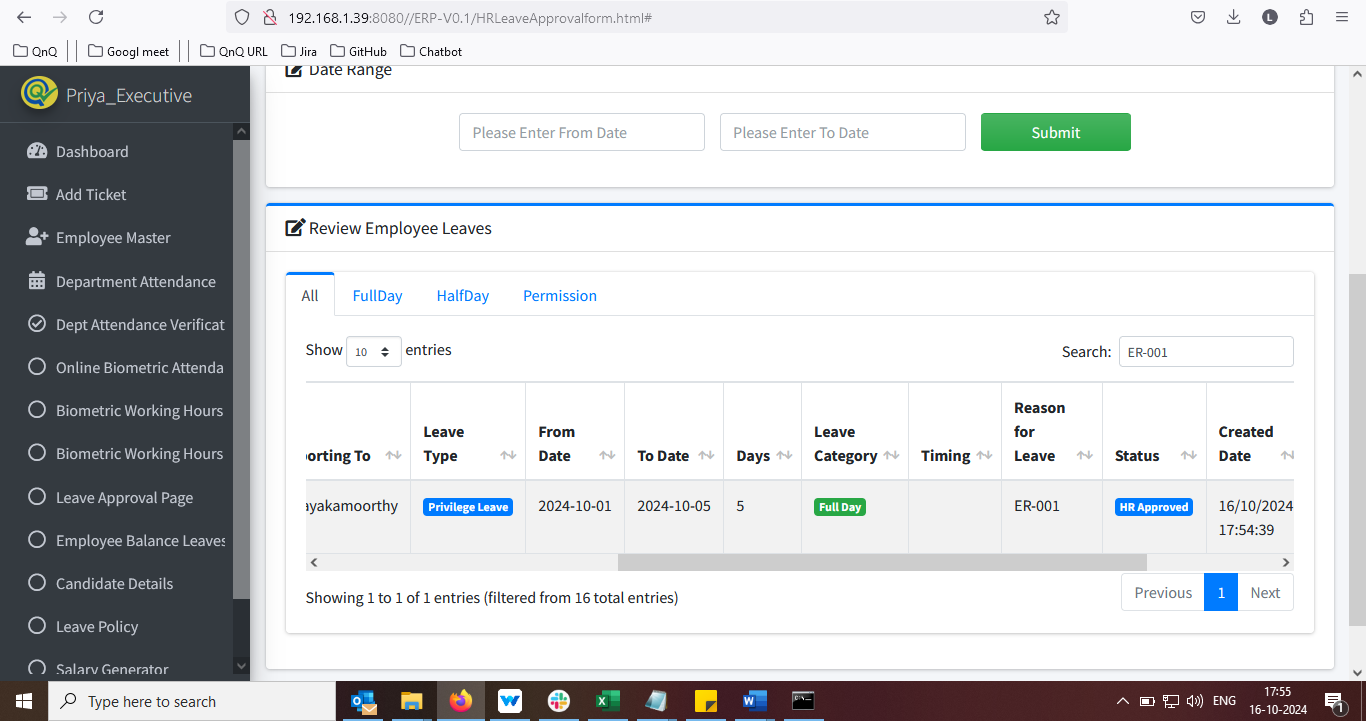 192.168.1.39:8080//ERP-V0.1/HRLeaveApprovalform.html#
L
QnQ
Googl meet
QnQ URL
Jira
GitHub
Chatbot
Priya_Executive
Dashboard
Add Ticket
Employee Master
Department Attendance
Dept Attendance Verificat
Online Biometric Attenda
Biometric Working Hours
Biometric Working Hours
Leave Approval Page
Employee Balance Leaves
Candidate Details
Leave Policy
Salary Generator
Date Range
Please Enter From Date
Please Enter To Date
Submit
Review Employee Leaves
All
FullDay
HalfDay
Permission
Show 10 entries
Search: ER-001
orting To
Leave Type
From Date
To Date
Days
Leave Category
Timing
Reason for Leave
Status
Created Date
ayakamoorthy
Privilege Leave
2024-10-01
2024-10-05
5
Full Day
ER-001
HR Approved
16/10/2024 17:54:39
Showing 1 to 1 of 1 entries (filtered from 16 total entries)
Previous
1
Next
Type here to search
ENG
17:55
16-10-2024
1